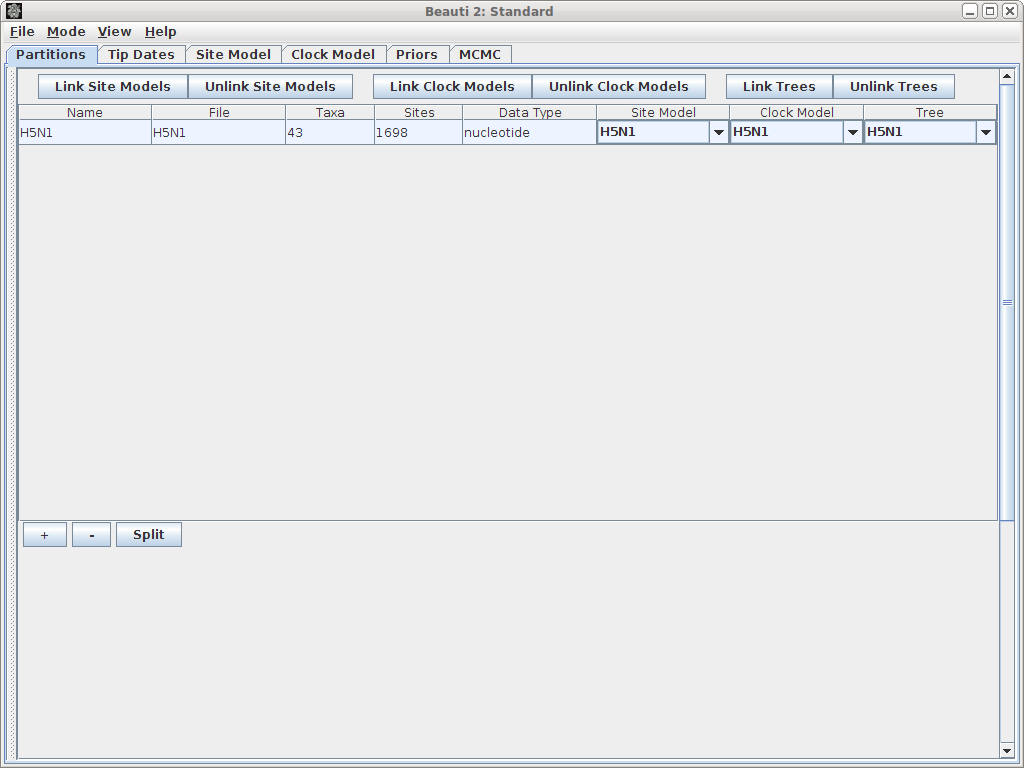 Beauti 2: Standard
File Mode View Help
Partitions Tip Dates Site Model Clock Model Priors MCMC
Link Site Models Unlink Site Models Link Clock Models Unlink Clock Models Link Trees Unlink Trees
Name File Taxa Sites Data Type Site Model Clock Model Tree
H5N1 H5N1 43 1698 nucleotide H5N1 H5N1 H5N1
+ - Split